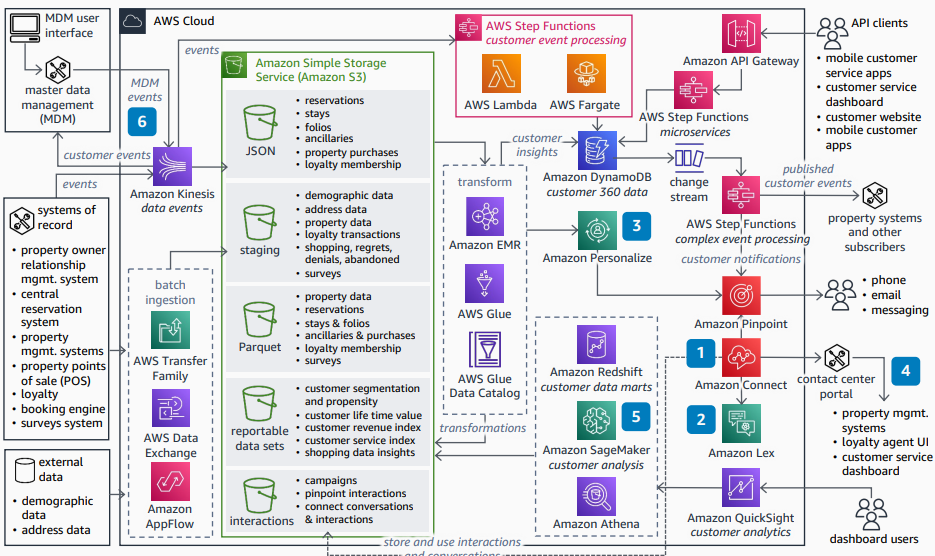 MDM user
interface
master data
management
(MDM)
AWS Cloud
events
MDM
events
6
customer events
events
Amazon Kinesis
data events
systems of
record
• property owner
relationship
mgmt. system
• central
reservation
system
• property
mgmt. systems
• property points
of sale (POS)
• loyalty
• booking engine
• surveys system
external
data
• demographic
data
• address data
batch
ingestion
AWS Transfer
Family
AWS Data
Exchange
Amazon
AppFlow
Amazon Simple Storage
Service (Amazon S3)
JSON
• reservations
• stays
• folios
• ancillaries
• property purchases
• loyalty membership
staging
• demographic data
• address data
• property data
• loyalty transactions
• shopping, regrets,
denials, abandoned
• surveys
Parquet
• property data
• reservations
• stays & folios
• ancillaries & purchases
• loyalty membership
• surveys
reportable
data sets
• customer segmentation
and propensity
• customer life time value
• customer revenue index
• customer service index
• shopping data insights
interactions
• campaigns
• pinpoint interactions
• connect conversations
& interactions
AWS Step Functions
customer event processing
AWS Lambda
AWS Fargate
transform
Amazon EMR
AWS Glue
AWS Glue
Data Catalog
transformations
customer
insights
Amazon DynamoDB
customer 360 data
Amazon Personalize
3
Amazon Redshift
customer data marts
Amazon SageMaker
customer analysis
5
Amazon Athena
Amazon API Gateway
AWS Step Functions
microservices
change
stream
AWS Step Functions
complex event processing
customer notifications
Amazon Pinpoint
1
Amazon Connect
2
Amazon Lex
Amazon QuickSight
customer analytics
API clients
• mobile customer
service apps
• customer service
dashboard
• customer website
• mobile customer
apps
published
customer events
property systems
and other
subscribers
• phone
• email
• messaging
contact center
portal
4
• property mgmt.
systems
• loyalty agent UI
• customer service
dashboard
dashboard users
store and use interactions
and conversations